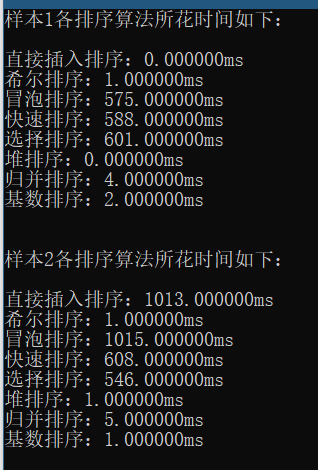 样本1各排序算法所花时间如下：
直接插入排序：0.000000ms
希尔排序：1.000000ms
冒泡排序：575.000000ms
快速排序：588.000000ms
选择排序：601.000000ms
堆排序：0.000000ms
归并排序：4.000000ms
基数排序：2.000000ms
样本2各排序算法所花时间如下：
直接插入排序：1013.000000ms
希尔排序：1.000000ms
冒泡排序：1015.000000ms
快速排序：608.000000ms
选择排序：546.000000ms
堆排序：1.000000ms
归并排序：5.000000ms
基数排序：1.000000ms